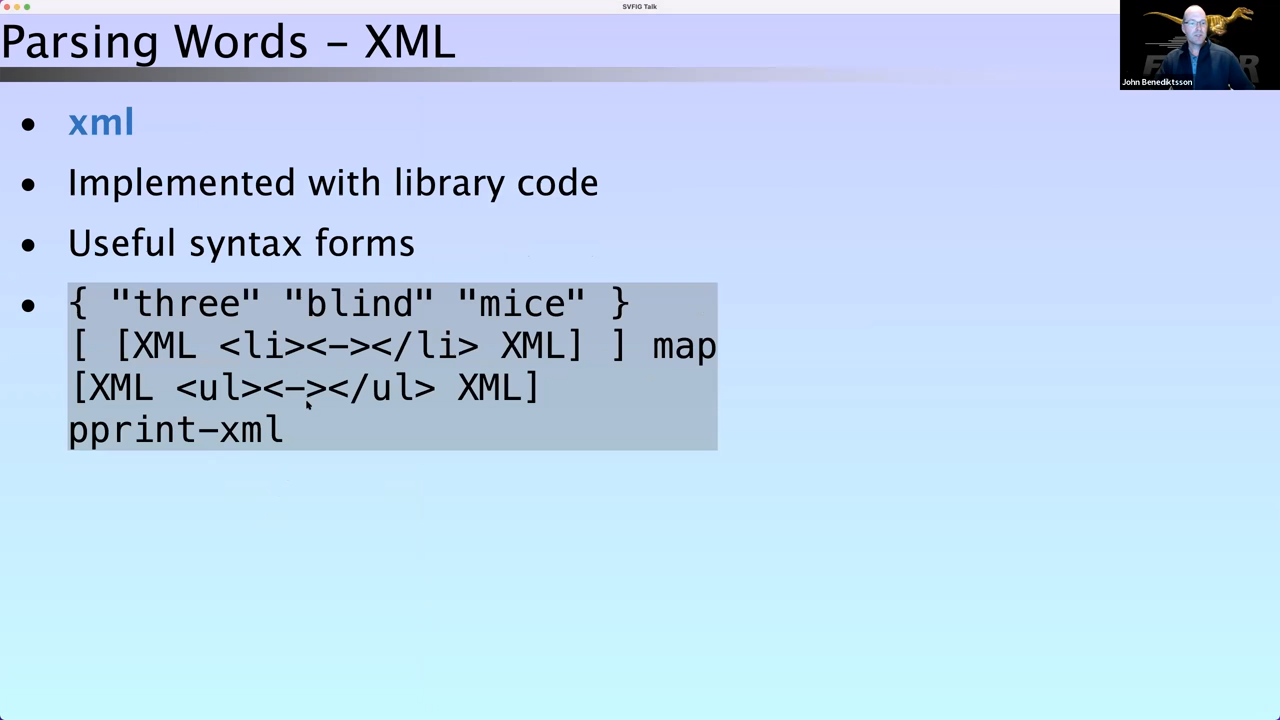 SVFIG Talk
Parsing Words – XML
• xml
• Implemented with library code
• Useful syntax forms
• { "three" "blind" "mice" }
[ [XML <li><-></li> XML] ] map
[XML <ul><-></ul> XML]
pprint-xml
John Benediktsson